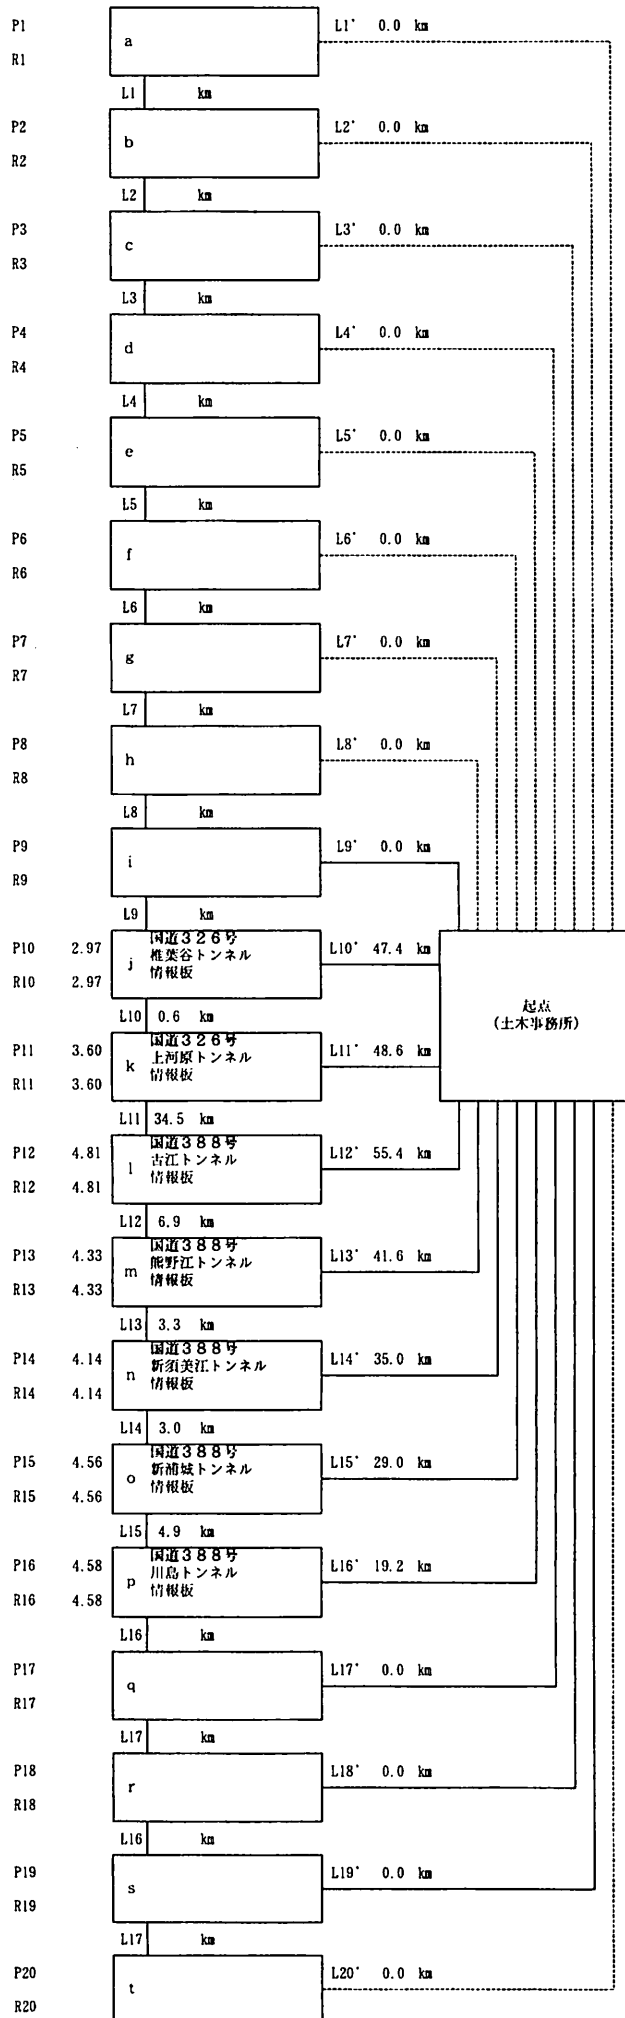 P1
R1
a
L1' 0.0 km
L1 km
P2
R2
b
L2' 0.0 km
L2 km
P3
R3
c
L3' 0.0 km
L3 km
P4
R4
d
L4' 0.0 km
L4 km
P5
R5
e
L5' 0.0 km
L5 km
P6
R6
f
L6' 0.0 km
L6 km
P7
R7
g
L7' 0.0 km
L7 km
P8
R8
h
L8' 0.0 km
L8 km
P9
R9
i
L9' 0.0 km
L9 km
P10 2.97
R10 2.97
j
国道326号
椎葉谷トンネル
情報板
L10' 47.4 km
起点
(土木事務所)
L10 0.6 km
P11 3.60
R11 3.60
k
国道326号
上河原トンネル
情報板
L11' 48.6 km
L11 34.5 km
P12 4.81
R12 4.81
l
国道388号
古江トンネル
情報板
L12' 55.4 km
L12 6.9 km
P13 4.33
R13 4.33
m
国道388号
熊野江トンネル
情報板
L13' 41.6 km
L13 3.3 km
P14 4.14
R14 4.14
n
国道388号
新須美江トンネル
情報板
L14' 35.0 km
L14 3.0 km
P15 4.56
R15 4.56
o
国道388号
新浦城トンネル
情報板
L15' 29.0 km
L15 4.9 km
P16 4.58
R16 4.58
p
国道388号
川島トンネル
情報板
L16' 19.2 km
L16 km
P17
R17
q
L17' 0.0 km
L17 km
P18
R18
r
L18' 0.0 km
L16 km
P19
R19
s
L19' 0.0 km
L17 km
P20
R20
t
L20' 0.0 km